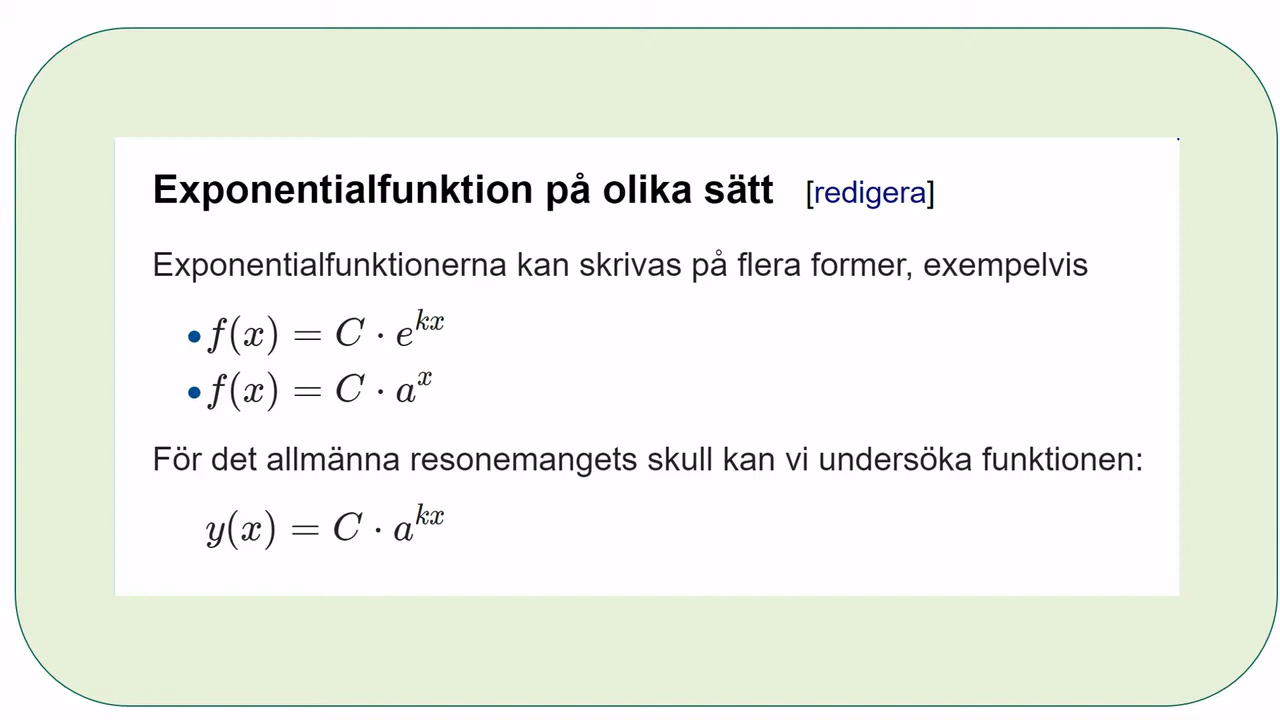 Exponentialfunktion på olika sätt [redigera]
Exponentialfunktionerna kan skrivas på flera former, exempelvis
• f(x) = C · e^{kx}
• f(x) = C · a^{x}
För det allmänna resonemangets skull kan vi undersöka funktionen:
y(x) = C · a^{kx}